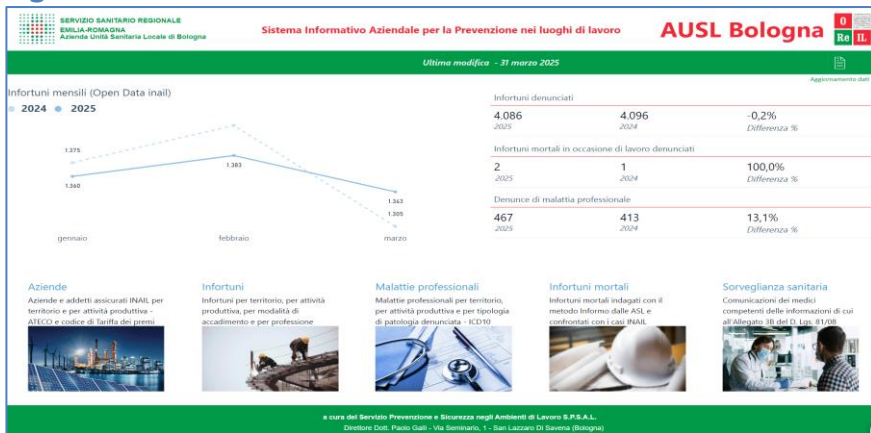 SERVIZIO SANITARIO REGIONALE
EMILIA-ROMAGNA
Azienda Unità Sanitaria Locale di Bologna
Sistema Informativo Aziendale per la Prevenzione nei luoghi di lavoro
AUSL Bologna
O
Re IL
Ultima modifica - 31 marzo 2025
Aggiornamento dati
Infortuni mensili (Open Data inail)
2024 2025
1.375
1.360
1.383
1.363
1.305
gennaio febbraio marzo
Infortuni denunciati
4.086 4.096 -0,2%
2025 2024 Differenza %
Infortuni mortali in occasione di lavoro denunciati
2 1 100,0%
2025 2024 Differenza %
Denunce di malattia professionale
467 413 13,1%
2025 2024 Differenza %
Aziende
Aziende e addetti assicurati INAIL per
territorio e per attività produttiva -
ATECO e codice di Tariffa dei premi
Infortuni
Infortuni per territorio, per attività
produttiva, per modalità di
accadimento e per professione
Malattie professionali
Malattie professionali per territorio,
per attività produttiva e per tipologia
di patologia denunciata - ICD10
Infortuni mortali
Infortuni mortali indagati con il
metodo Informo dalle ASL e
confrontati con i casi INAIL
Sorveglianza sanitaria
Comunicazioni dei medici
competenti delle informazioni di cui
all'Allegato 3B del D. Lgs. 81/08
a cura del Servizio Prevenzione e Sicurezza negli Ambienti di Lavoro S.P.S.A.L.
Direttore Dott. Paolo Galli - Via Seminario, 1 - San Lazzaro Di Savena (Bologna)